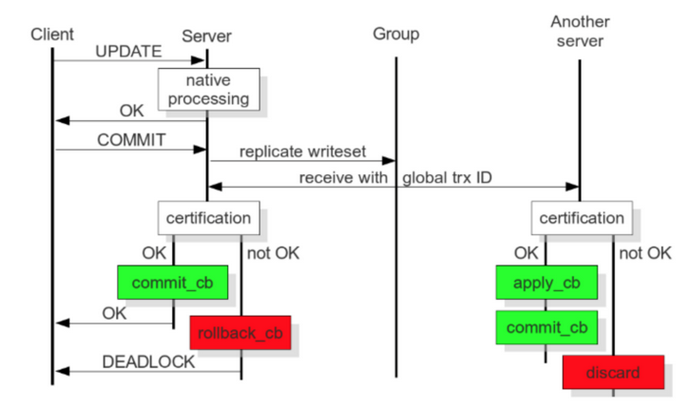 Client
Server
Group
Another
server
UPDATE
native
processing
OK
COMMIT
replicate writeset
receive with global trx ID
certification
certification
OK
not OK
OK
not OK
commit_cb
apply_cb
OK
rollback_cb
commit_cb
DEADLOCK
discard